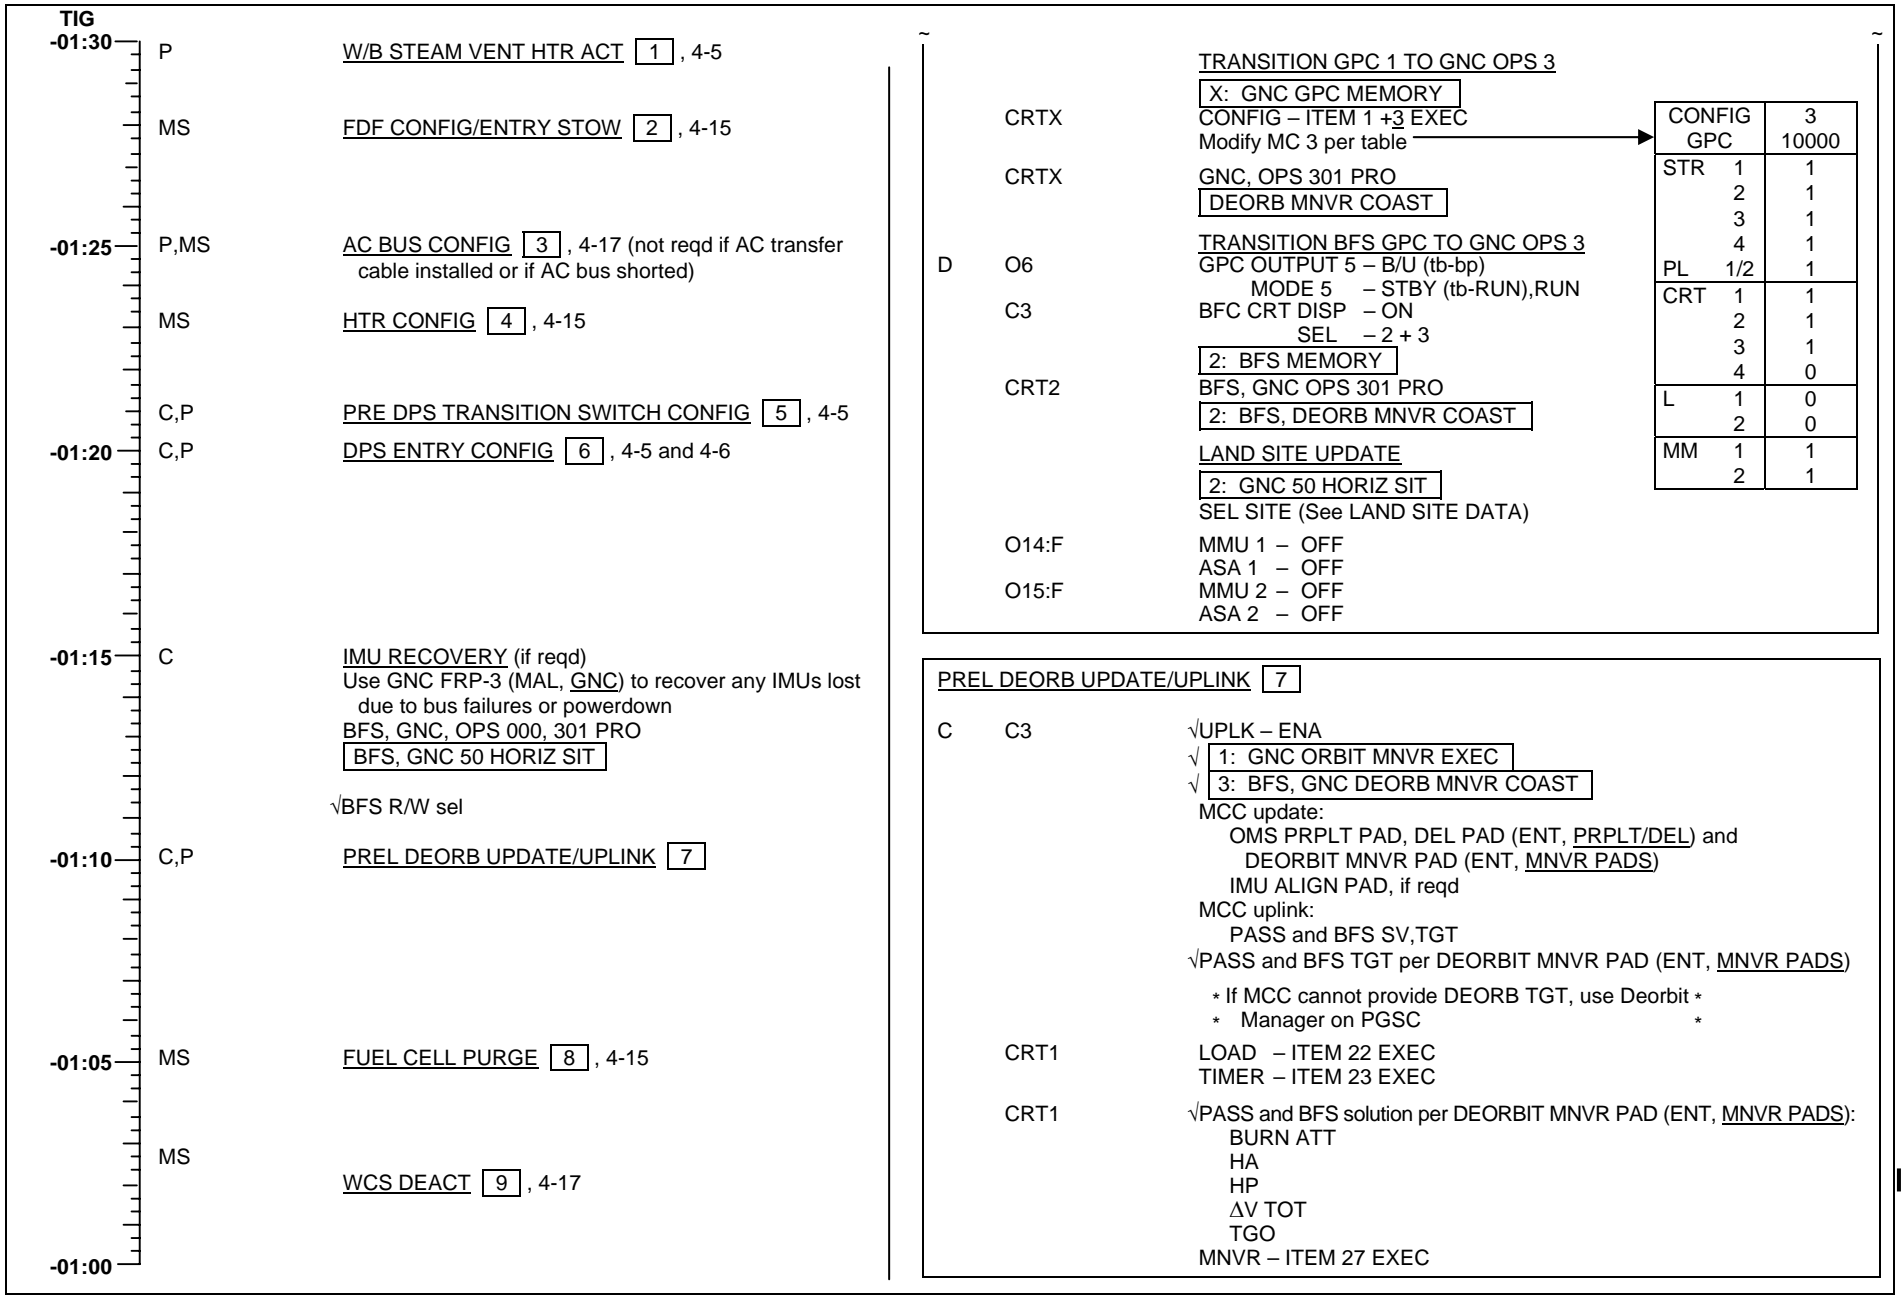 TIG
-01:30 P W/B STEAM VENT HTR ACT 1 , 4-5
MS FDF CONFIG/ENTRY STOW 2 , 4-15
-01:25 P,MS AC BUS CONFIG 3 , 4-17 (not reqd if AC transfer
cable installed or if AC bus shorted)
MS HTR CONFIG 4 , 4-15
C,P PRE DPS TRANSITION SWITCH CONFIG 5 , 4-5
-01:20 C,P DPS ENTRY CONFIG 6 , 4-5 and 4-6
-01:15 C IMU RECOVERY (if reqd)
Use GNC FRP-3 (MAL, GNC) to recover any IMUs lost
due to bus failures or powerdown
BFS, GNC, OPS 000, 301 PRO
BFS, GNC 50 HORIZ SIT
√BFS R/W sel
-01:10 C,P PREL DEORB UPDATE/UPLINK 7
-01:05 MS FUEL CELL PURGE 8 , 4-15
MS
WCS DEACT 9 , 4-17
-01:00
~ ~
TRANSITION GPC 1 TO GNC OPS 3
X: GNC GPC MEMORY
CRTX CONFIG – ITEM 1 +3 EXEC
Modify MC 3 per table
CRTX GNC, OPS 301 PRO
DEORB MNVR COAST
TRANSITION BFS GPC TO GNC OPS 3
D O6 GPC OUTPUT 5 – B/U (tb-bp)
MODE 5 – STBY (tb-RUN),RUN
C3 BFC CRT DISP – ON
SEL – 2 + 3
2: BFS MEMORY
CRT2 BFS, GNC OPS 301 PRO
2: BFS, DEORB MNVR COAST
LAND SITE UPDATE
2: GNC 50 HORIZ SIT
SEL SITE (See LAND SITE DATA)
O14:F MMU 1 – OFF
ASA 1 – OFF
O15:F MMU 2 – OFF
ASA 2 – OFF
CONFIG 3
GPC 10000
STR 1 1
2 1
3 1
4 1
PL 1/2 1
CRT 1 1
2 1
3 1
4 0
L 1 0
2 0
MM 1 1
2 1
PREL DEORB UPDATE/UPLINK 7
C C3 √UPLK – ENA
√ 1: GNC ORBIT MNVR EXEC
√ 3: BFS, GNC DEORB MNVR COAST
MCC update:
OMS PRPLT PAD, DEL PAD (ENT, PRPLT/DEL) and
DEORBIT MNVR PAD (ENT, MNVR PADS)
IMU ALIGN PAD, if reqd
MCC uplink:
PASS and BFS SV,TGT
√PASS and BFS TGT per DEORBIT MNVR PAD (ENT, MNVR PADS)
* If MCC cannot provide DEORB TGT, use Deorbit *
* Manager on PGSC *
CRT1 LOAD – ITEM 22 EXEC
TIMER – ITEM 23 EXEC
CRT1 √PASS and BFS solution per DEORBIT MNVR PAD (ENT, MNVR PADS):
BURN ATT
HA
HP
ΔV TOT
TGO
MNVR – ITEM 27 EXEC